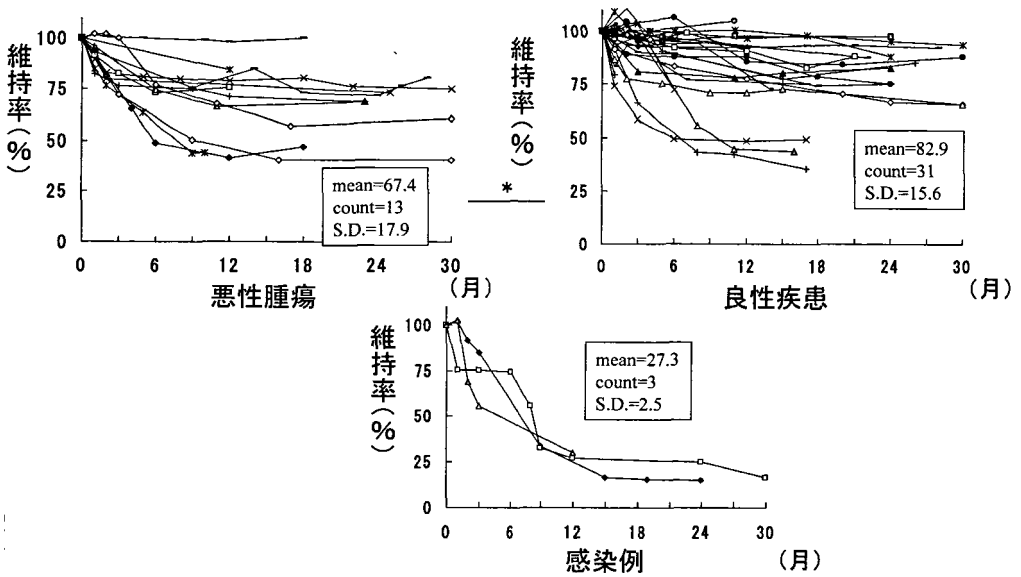 維持率(%)
100
75
50
25
0
mean=67.4
count=13
S.D.=17.9
0 6 12 18 24 30
悪性腫瘍 (月)
*
維持率(%)
100
75
50
25
0
mean=82.9
count=31
S.D.=15.6
0 6 12 18 24 30
良性疾患 (月)
維持率(%)
100
75
50
25
0
mean=27.3
count=3
S.D.=2.5
0 6 12 18 24 30
感染例 (月)